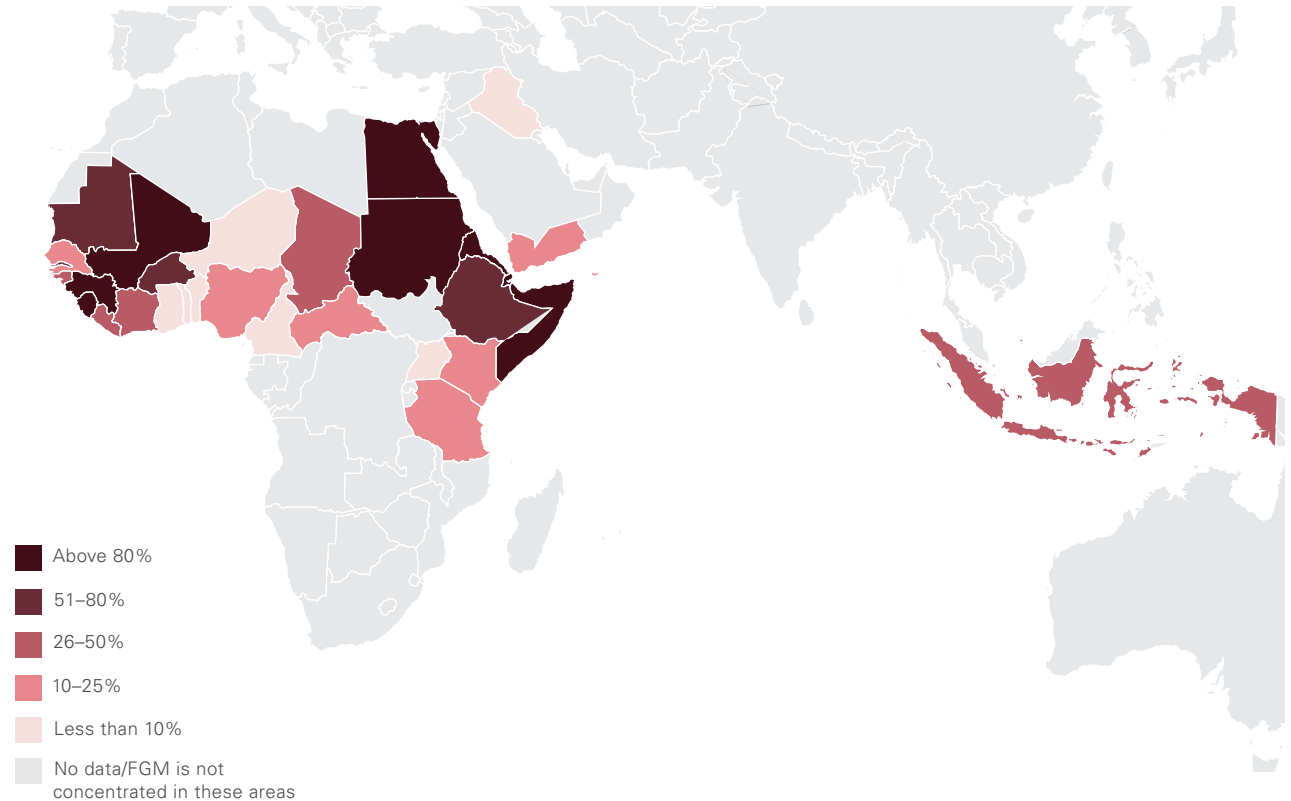 Above 80%
51–80%
26–50%
10–25%
Less than 10%
No data/FGM is not
concentrated in these areas